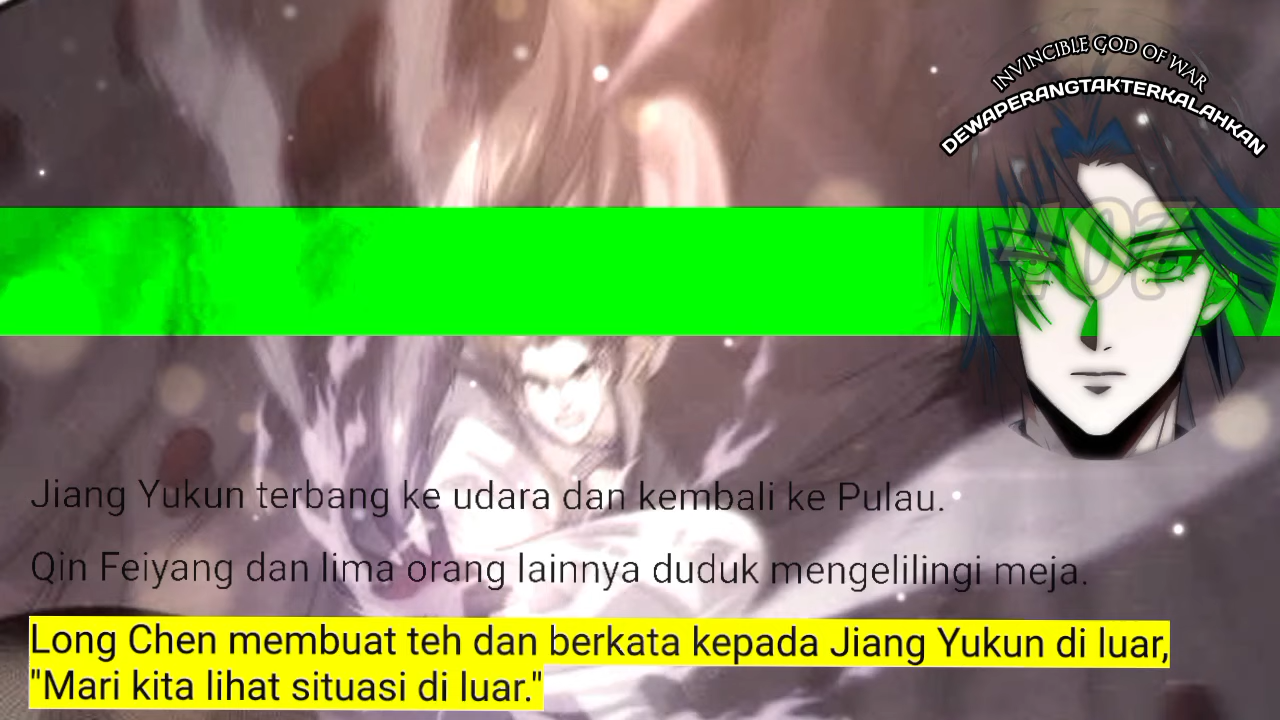 INVINCIBLE GOD OF WAR
DEWAPERANGTAKTERKALAHKAN
Jiang Yukun terbang ke udara dan kembali ke Pulau.
Qin Feiyang dan lima orang lainnya duduk mengelilingi meja.
Long Chen membuat teh dan berkata kepada Jiang Yukun di luar,
"Mari kita lihat situasi di luar."